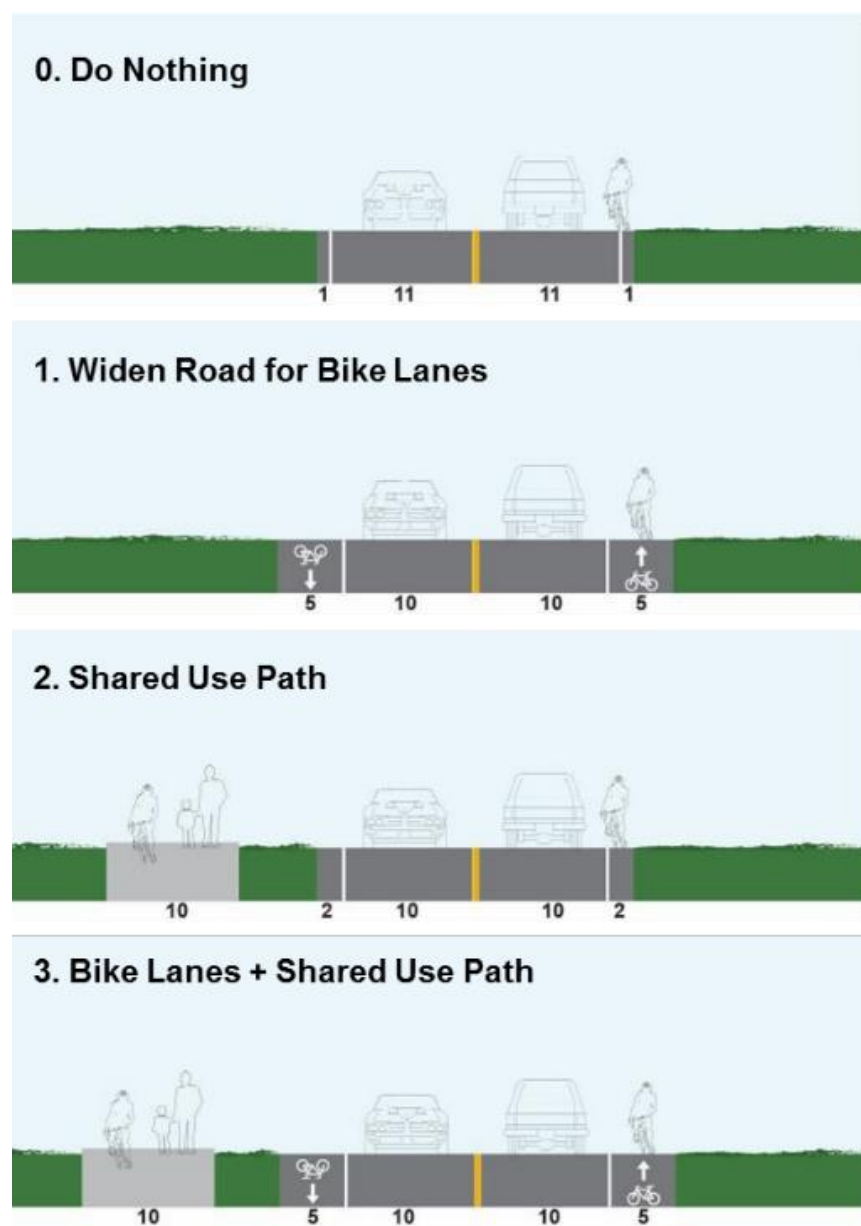 0. Do Nothing
1 11 11 1
1. Widen Road for Bike Lanes
5 10 10 5
2. Shared Use Path
10 2 10 10 2
3. Bike Lanes + Shared Use Path
10 5 10 10 5